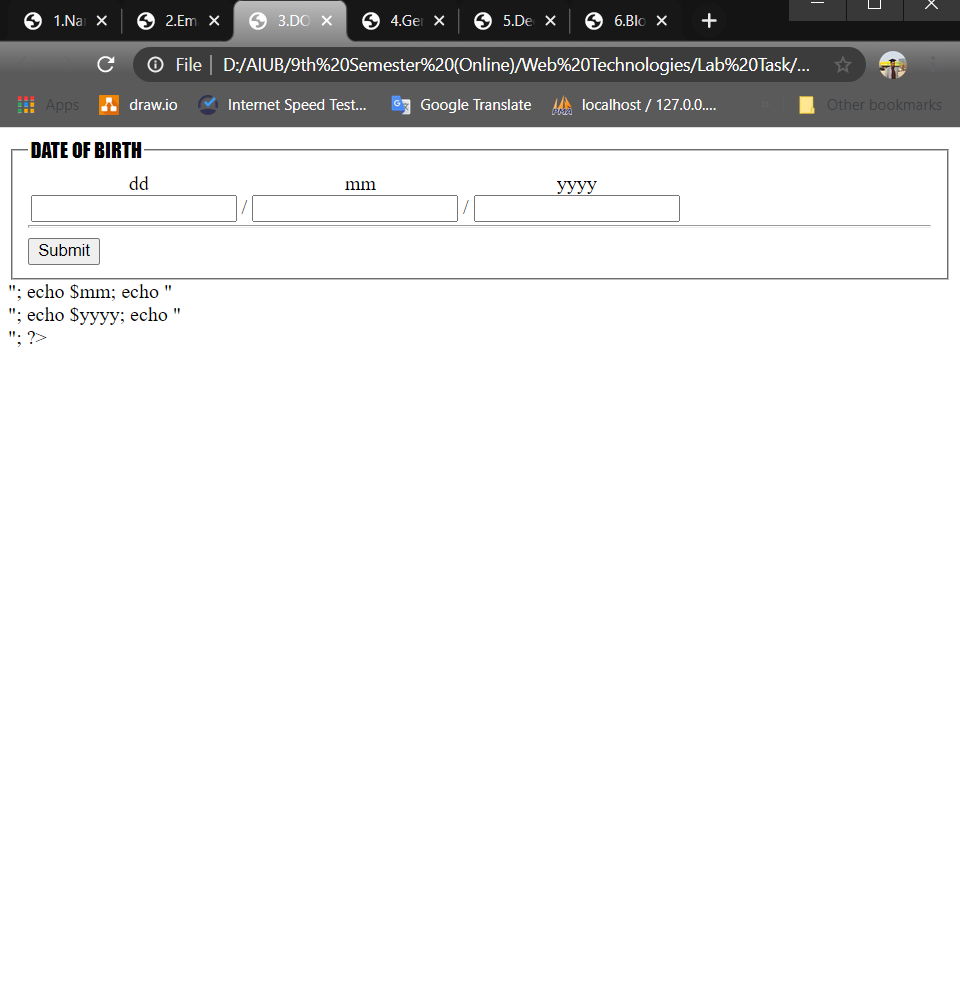 1.Na
2.Em
3.DO
4.Ge
5.De
6.Blo
File
D:/AIUB/9th%20Semester%20(Online)/Web%20Technologies/Lab%20Task/...
Apps
draw.io
Internet Speed Test...
Google Translate
localhost / 127.0.0....
Other bookmarks
DATE OF BIRTH
dd mm yyyy
/ /
Submit
"; echo $mm; echo "
"; echo $yyyy; echo "
"; ?>